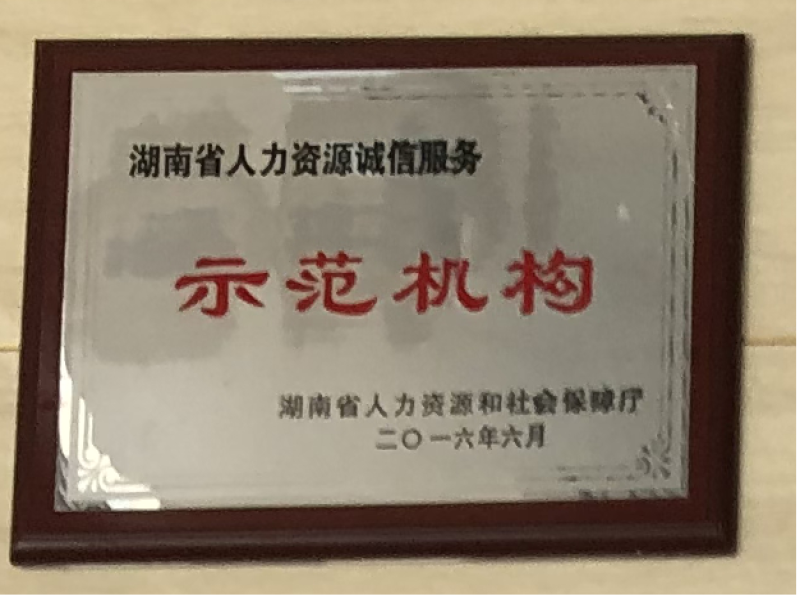 湖南省人力资源诚信服务
示范机构
湖南省人力资源和社会保障厅
二〇一六年六月